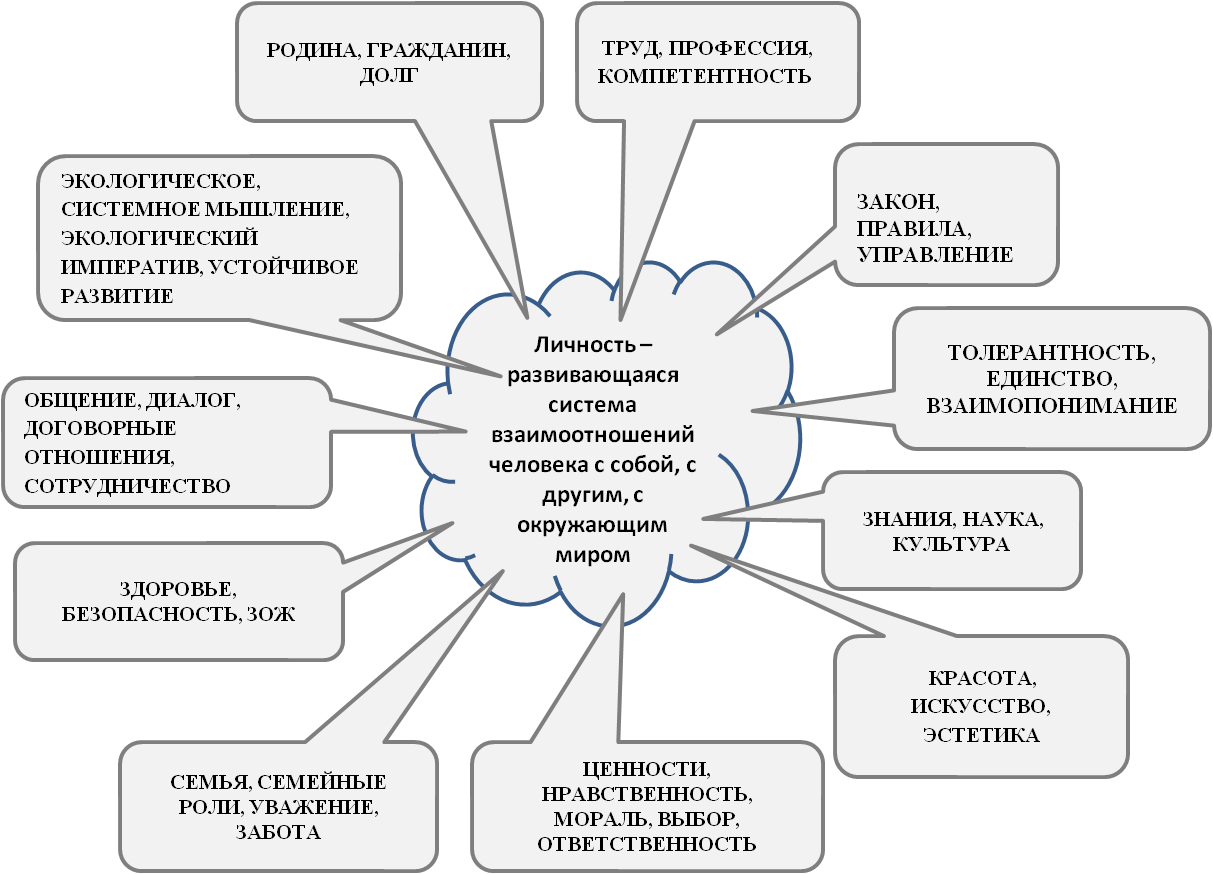 РОДИНА, ГРАЖДАНИН,
ДОЛГ
ТРУД, ПРОФЕССИЯ,
КОМПЕТЕНТНОСТЬ
ЭКОЛОГИЧЕСКОЕ,
СИСТЕМНОЕ МЫШЛЕНИЕ,
ЭКОЛОГИЧЕСКИЙ
ИМПЕРАТИВ, УСТОЙЧИВОЕ
РАЗВИТИЕ
ЗАКОН,
ПРАВИЛА,
УПРАВЛЕНИЕ
Личность –
развивающаяся
система
взаимоотношений
человека с собой, с
другим, с
окружающим
миром
ТОЛЕРАНТНОСТЬ,
ЕДИНСТВО,
ВЗАИМОПОНИМАНИЕ
ОБЩЕНИЕ, ДИАЛОГ,
ДОГОВОРНЫЕ
ОТНОШЕНИЯ,
СОТРУДНИЧЕСТВО
ЗНАНИЯ, НАУКА,
КУЛЬТУРА
ЗДОРОВЬЕ,
БЕЗОПАСНОСТЬ, ЗОЖ
КРАСОТА,
ИСКУССТВО,
ЭСТЕТИКА
СЕМЬЯ, СЕМЕЙНЫЕ
РОЛИ, УВАЖЕНИЕ,
ЗАБОТА
ЦЕННОСТИ,
НРАВСТВЕННОСТЬ,
МОРАЛЬ, ВЫБОР,
ОТВЕТСТВЕННОСТЬ